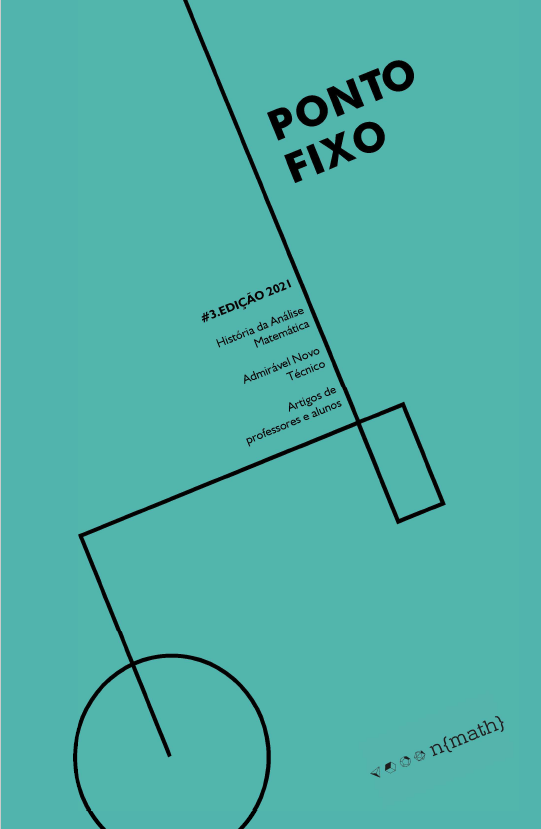 PONTO
FIXO
#3.EDIÇÃO 2021
História da Análise
Matemática
Admirável Novo
Técnico
Artigos de
professores e alunos
n{math}